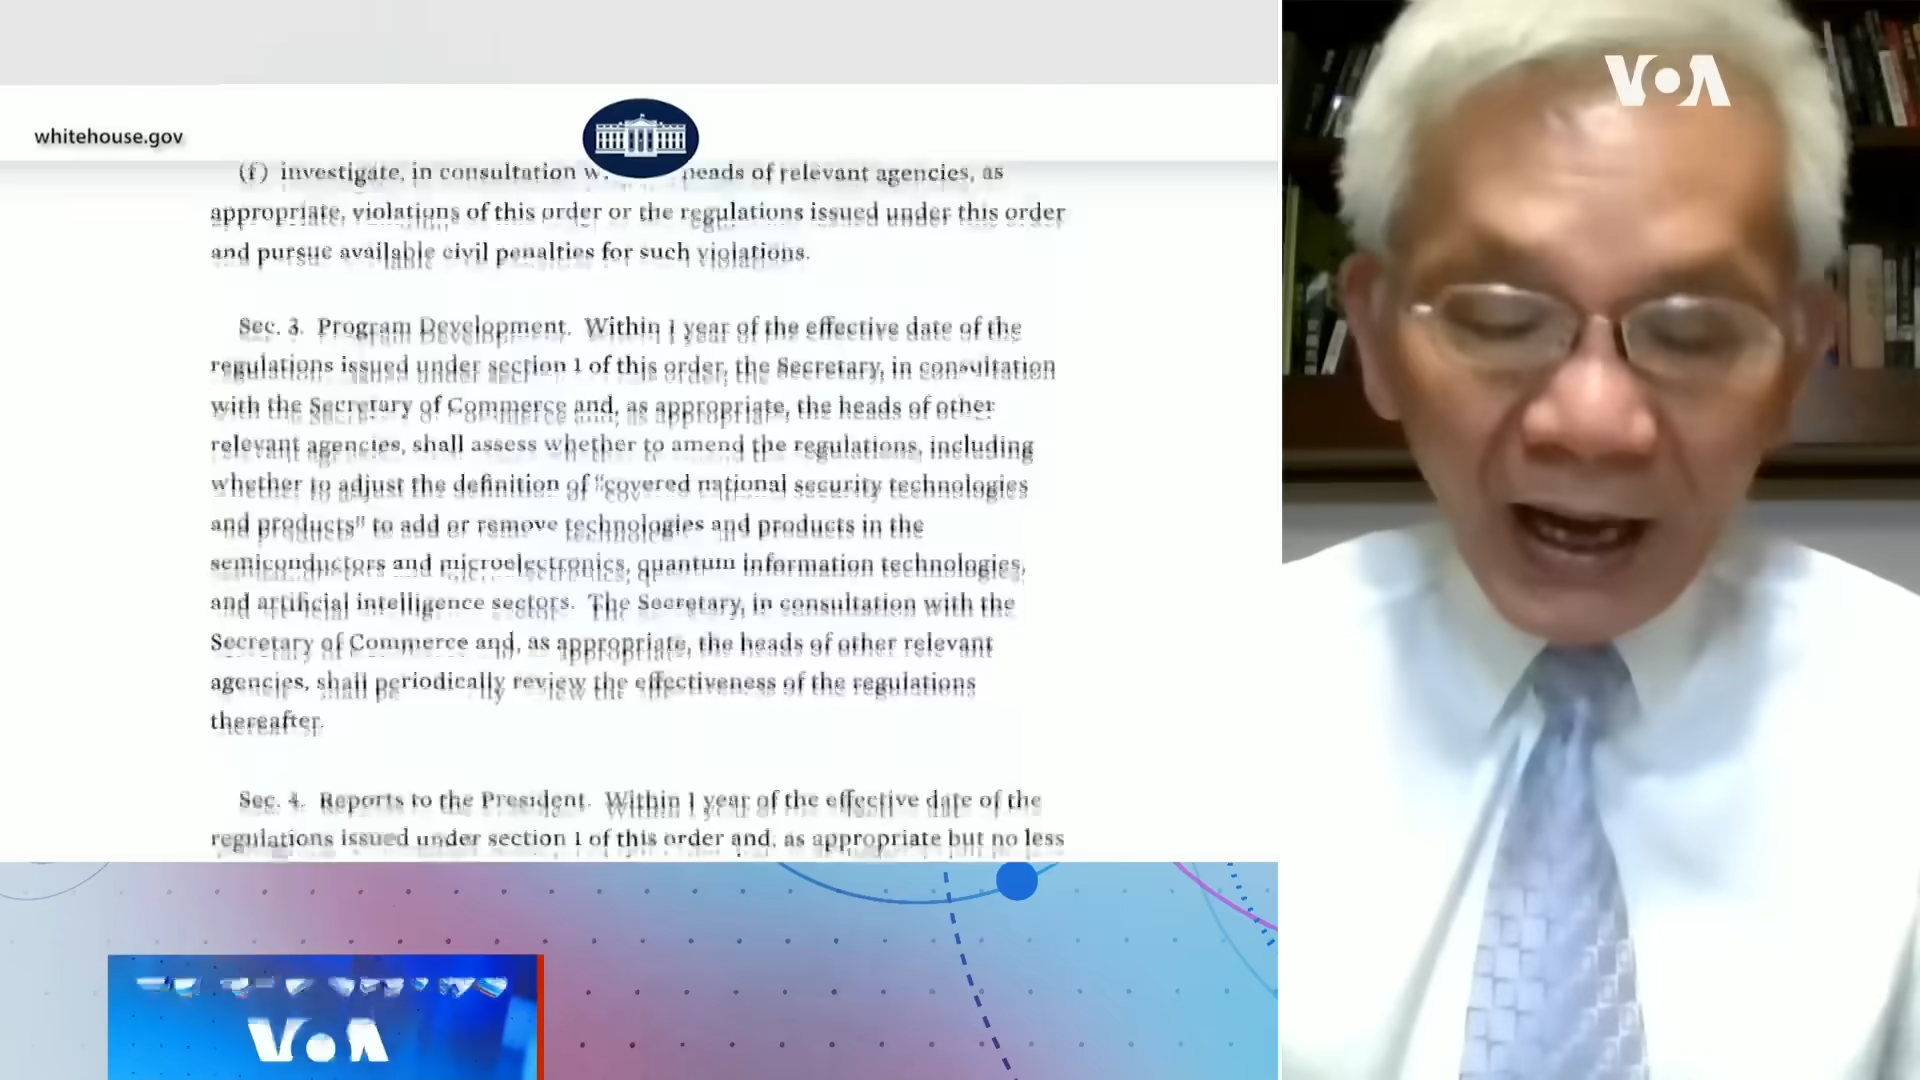 VOA
whitehouse.gov
(f) investigate, in consultation heads of relevant agencies, as
appropriate, violations of this order or the regulations issued under this order
and pursue available civil penalties for such violations.
Sec. 3. Program Development. Within 1 year of the effective date of the
regulations issued under section 1 of this order, the Secretary, in consultation
with the Secretary of Commerce and, as appropriate, the heads of other
relevant agencies, shall assess whether to amend the regulations, including
whether to adjust the definition of “covered national security technologies
and products” to add or remove technologies and products in the
semiconductors and microelectronics, quantum information technologies,
and artificial intelligence sectors. The Secretary, in consultation with the
Secretary of Commerce and, as appropriate, the heads of other relevant
agencies, shall periodically review the effectiveness of the regulations
thereafter.
Sec. 4. Reports to the President. Within 1 year of the effective date of the
regulations issued under section 1 of this order and, as appropriate but no less
VOA